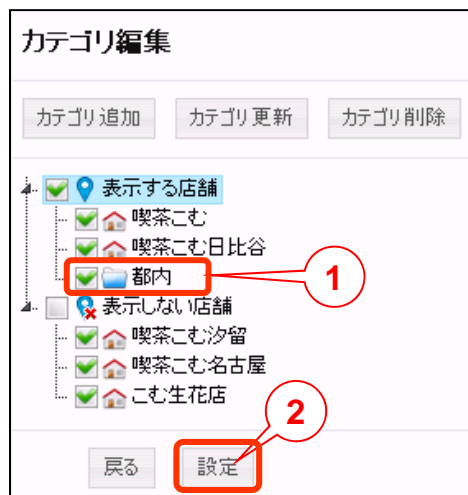 カテゴリ編集
カテゴリ追加 カテゴリ更新 カテゴリ削除
表示する店舗
喫茶こむ
喫茶こむ日比谷
都内
1
表示しない店舗
喫茶こむ汐留
喫茶こむ名古屋
こむ生花店
2
戻る 設定